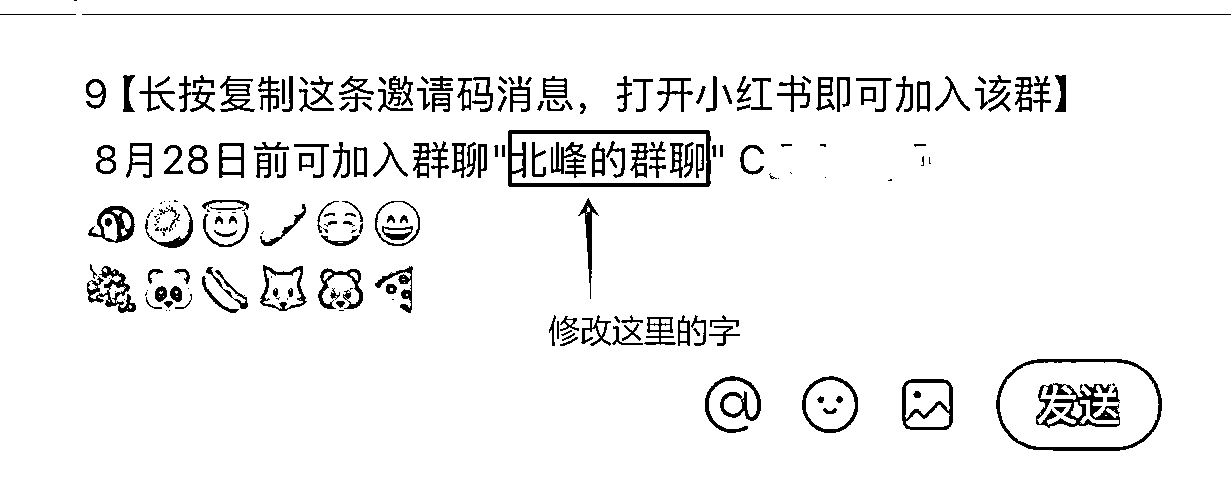 9【长按复制这条邀请码消息，打开小红书即可加入该群】
8月28日前可加入群聊"北峰的群聊" C
修改这里的字
发送